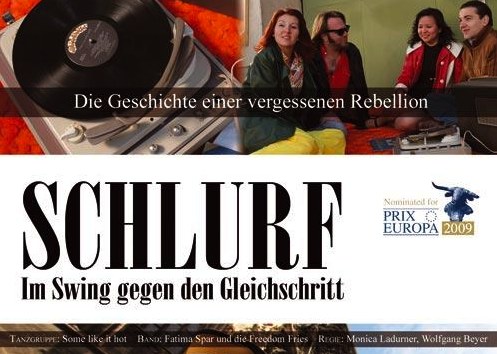 Die Geschichte einer vergessenen Rebellion
SCHLURF
Im Swing gegen den Gleichschritt
Nominated for
PRIX
EUROPA 2009
Tanzgruppe: Some like it hot Band: Fatima Spar und die Freedom Fries Regie: Monica Ladurner, Wolfgang Beyer